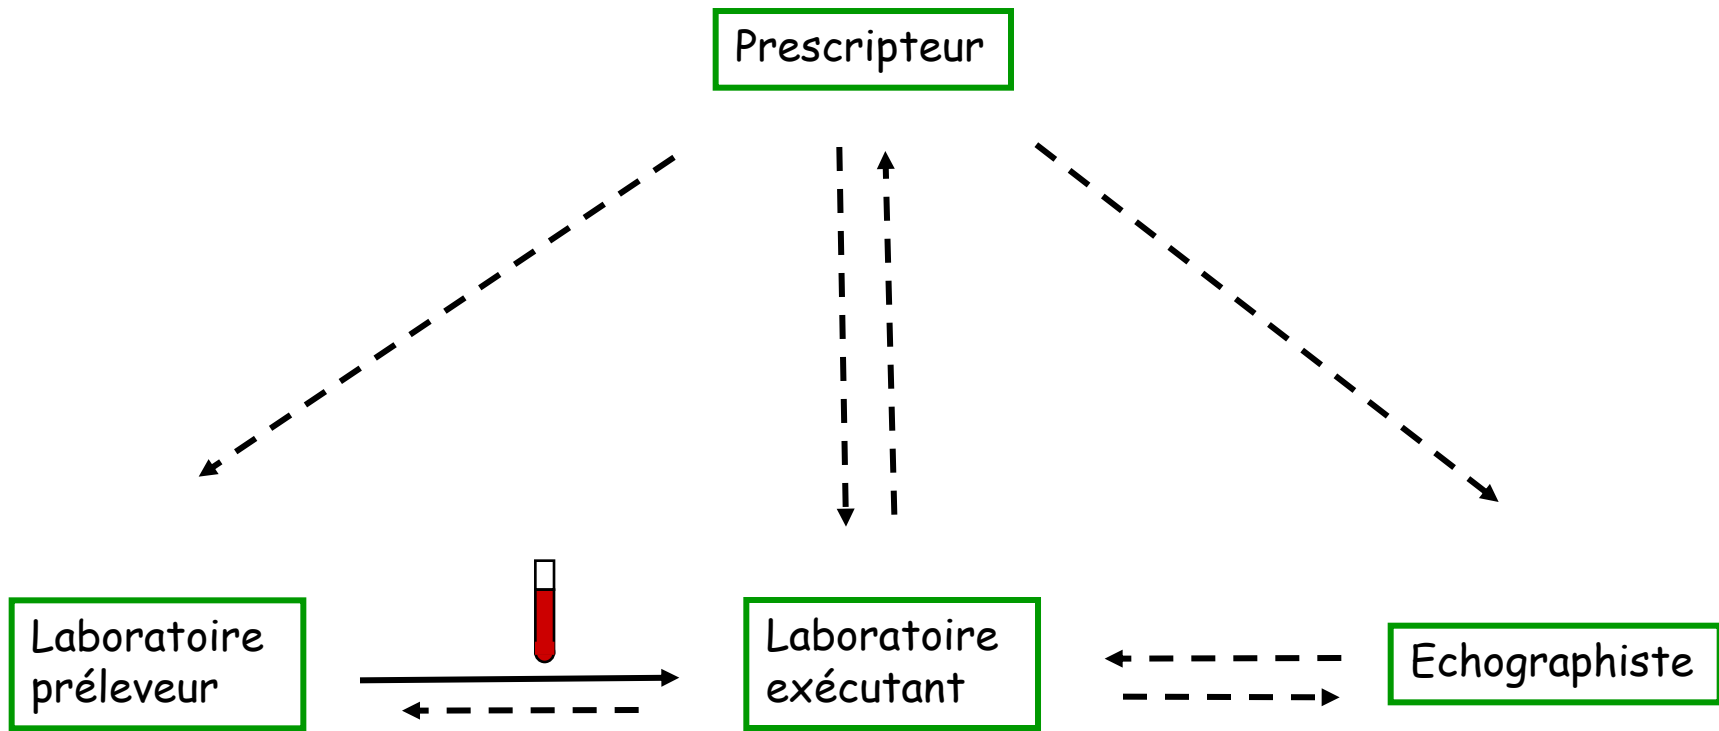 Prescripteur
Laboratoire
préleveur
Laboratoire
exécutant
Echographiste